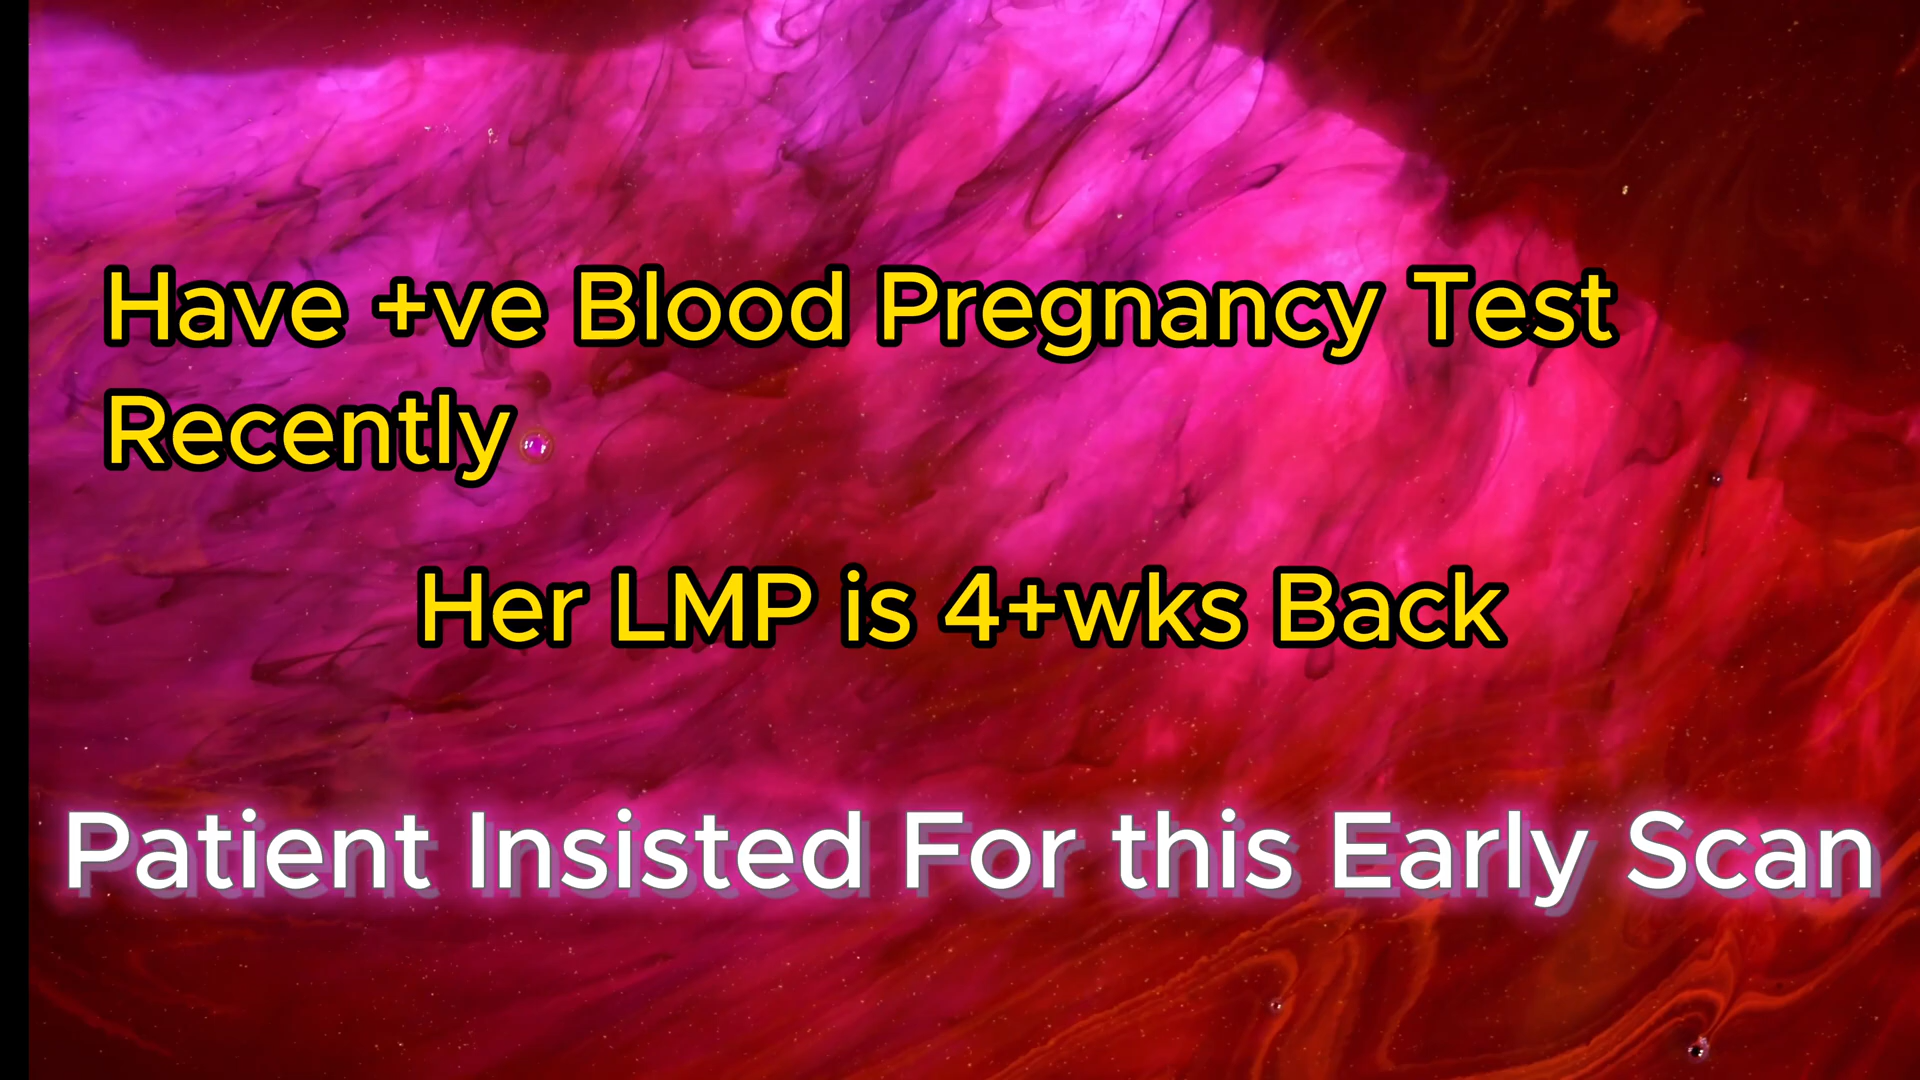 Have +ve Blood Pregnancy Test
Recently
Her LMP is 4+wks Back
Patient Insisted For this Early Scan